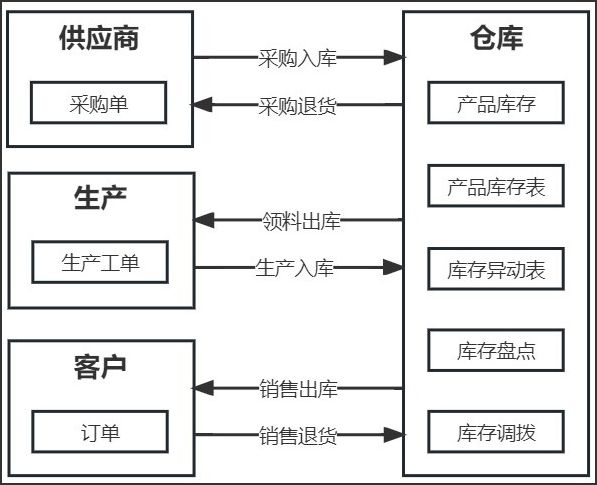 供应商
采购单
采购入库
采购退货
生产
生产工单
领料出库
生产入库
客户
订单
销售出库
销售退货
仓库
产品库存
产品库存表
库存异动表
库存盘点
库存调拨